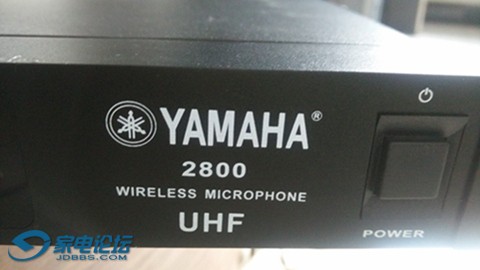 YAMAHA®
2800
WIRELESS MICROPHONE
UHF
POWER
家电论坛
JDBBS.COM